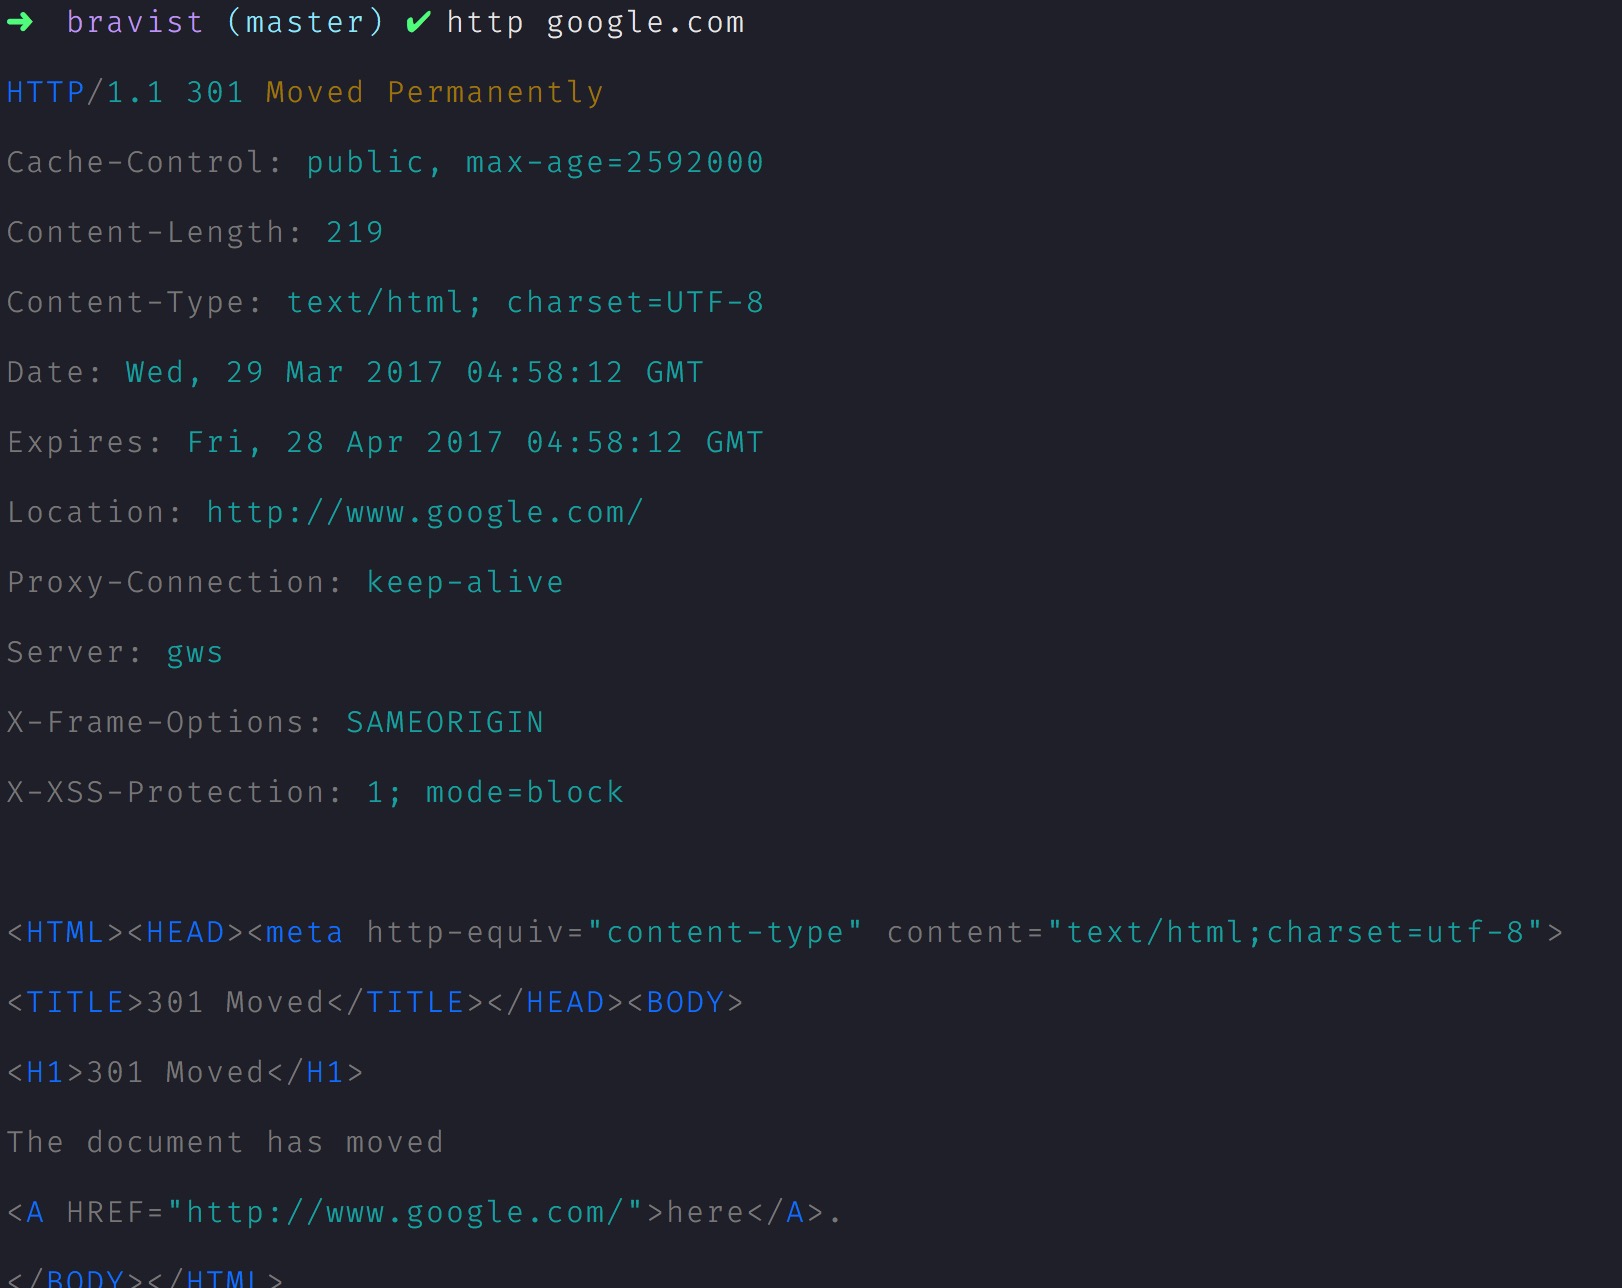 ➜ bravist (master) ✔ http google.com
HTTP/1.1 301 Moved Permanently
Cache-Control: public, max-age=2592000
Content-Length: 219
Content-Type: text/html; charset=UTF-8
Date: Wed, 29 Mar 2017 04:58:12 GMT
Expires: Fri, 28 Apr 2017 04:58:12 GMT
Location: http://www.google.com/
Proxy-Connection: keep-alive
Server: gws
X-Frame-Options: SAMEORIGIN
X-XSS-Protection: 1; mode=block
<HTML><HEAD><meta http-equiv="content-type" content="text/html;charset=utf-8">
<TITLE>301 Moved</TITLE></HEAD><BODY>
<H1>301 Moved</H1>
The document has moved
<A HREF="http://www.google.com/">here</A>.
</BODY></HTML>